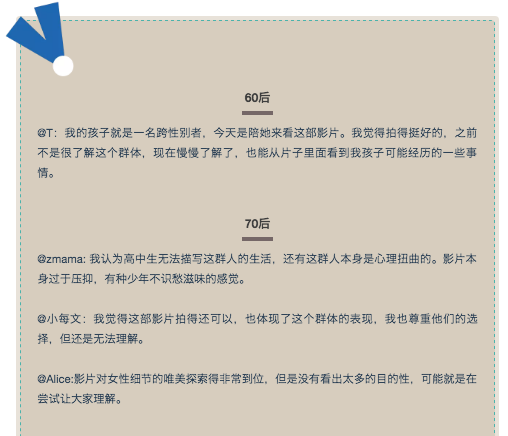 60后
@T：我的孩子就是一名跨性别者，今天是陪她来看这部影片。我觉得拍得挺好的，之前
不是很了解这个群体，现在慢慢了解了，也能从片子里面看到我孩子可能经历的一些事
情。
70后
@zmama: 我认为高中生无法描写这群人的生活，还有这群人本身是心理扭曲的。影片本
身过于压抑，有种少年不识愁滋味的感觉。
@小每文：我觉得这部影片拍得还可以，也体现了这个群体的表现，我也尊重他们的选
择，但还是无法理解。
@Alice:影片对女性细节的唯美探索得非常到位，但是没有看出太多的目的性，可能就是在
尝试让大家理解。